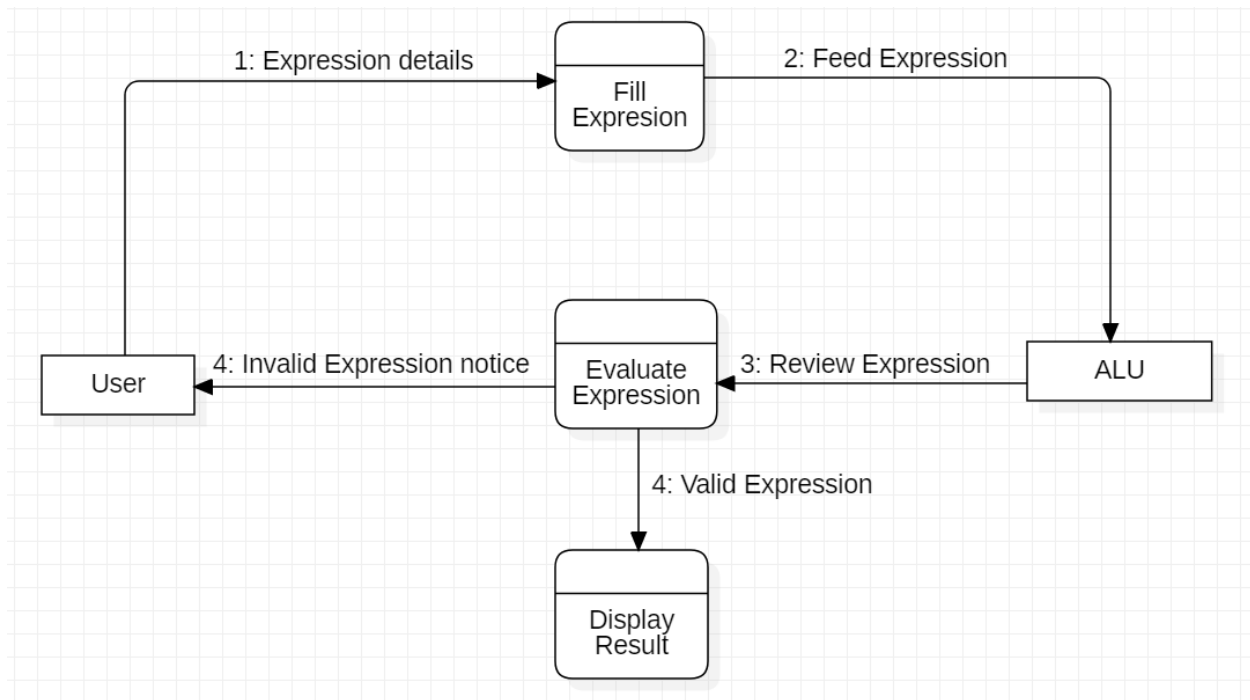 1: Expression details
2: Feed Expression
Fill
Expresion
4: Invalid Expression notice
3: Review Expression
User
Evaluate
Expression
ALU
4: Valid Expression
Display
Result